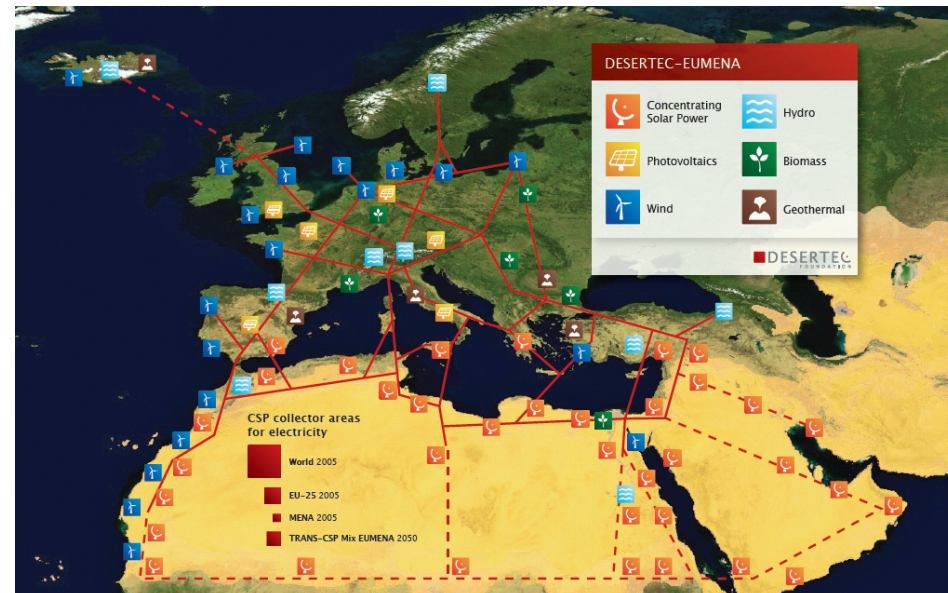 DESERTEC-EUMENA
Concentrating
Solar Power
Hydro
Photovoltaics
Biomass
Wind
Geothermal
DESERTEC
FOUNDATION
CSP collector areas
for electricity
World 2005
EU-25 2005
MENA 2005
TRANS-CSP Mix EUMENA 2050